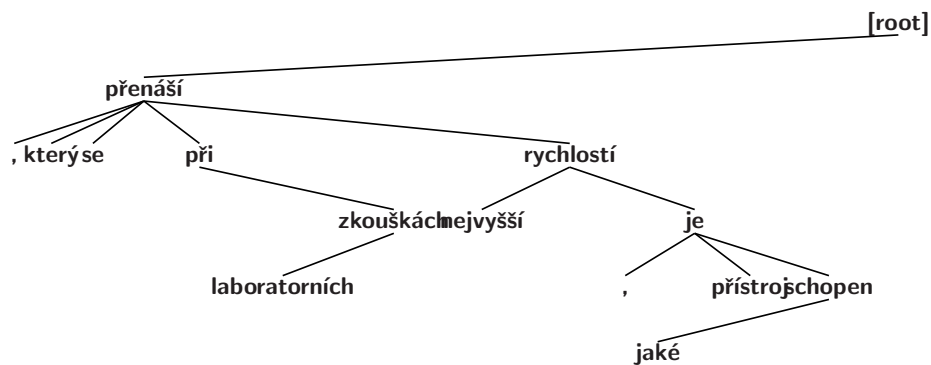 [root]
přenáší
, který se při rychlostí
zkouškách nejvyšší je
laboratorních , přístroj schopen
jaké